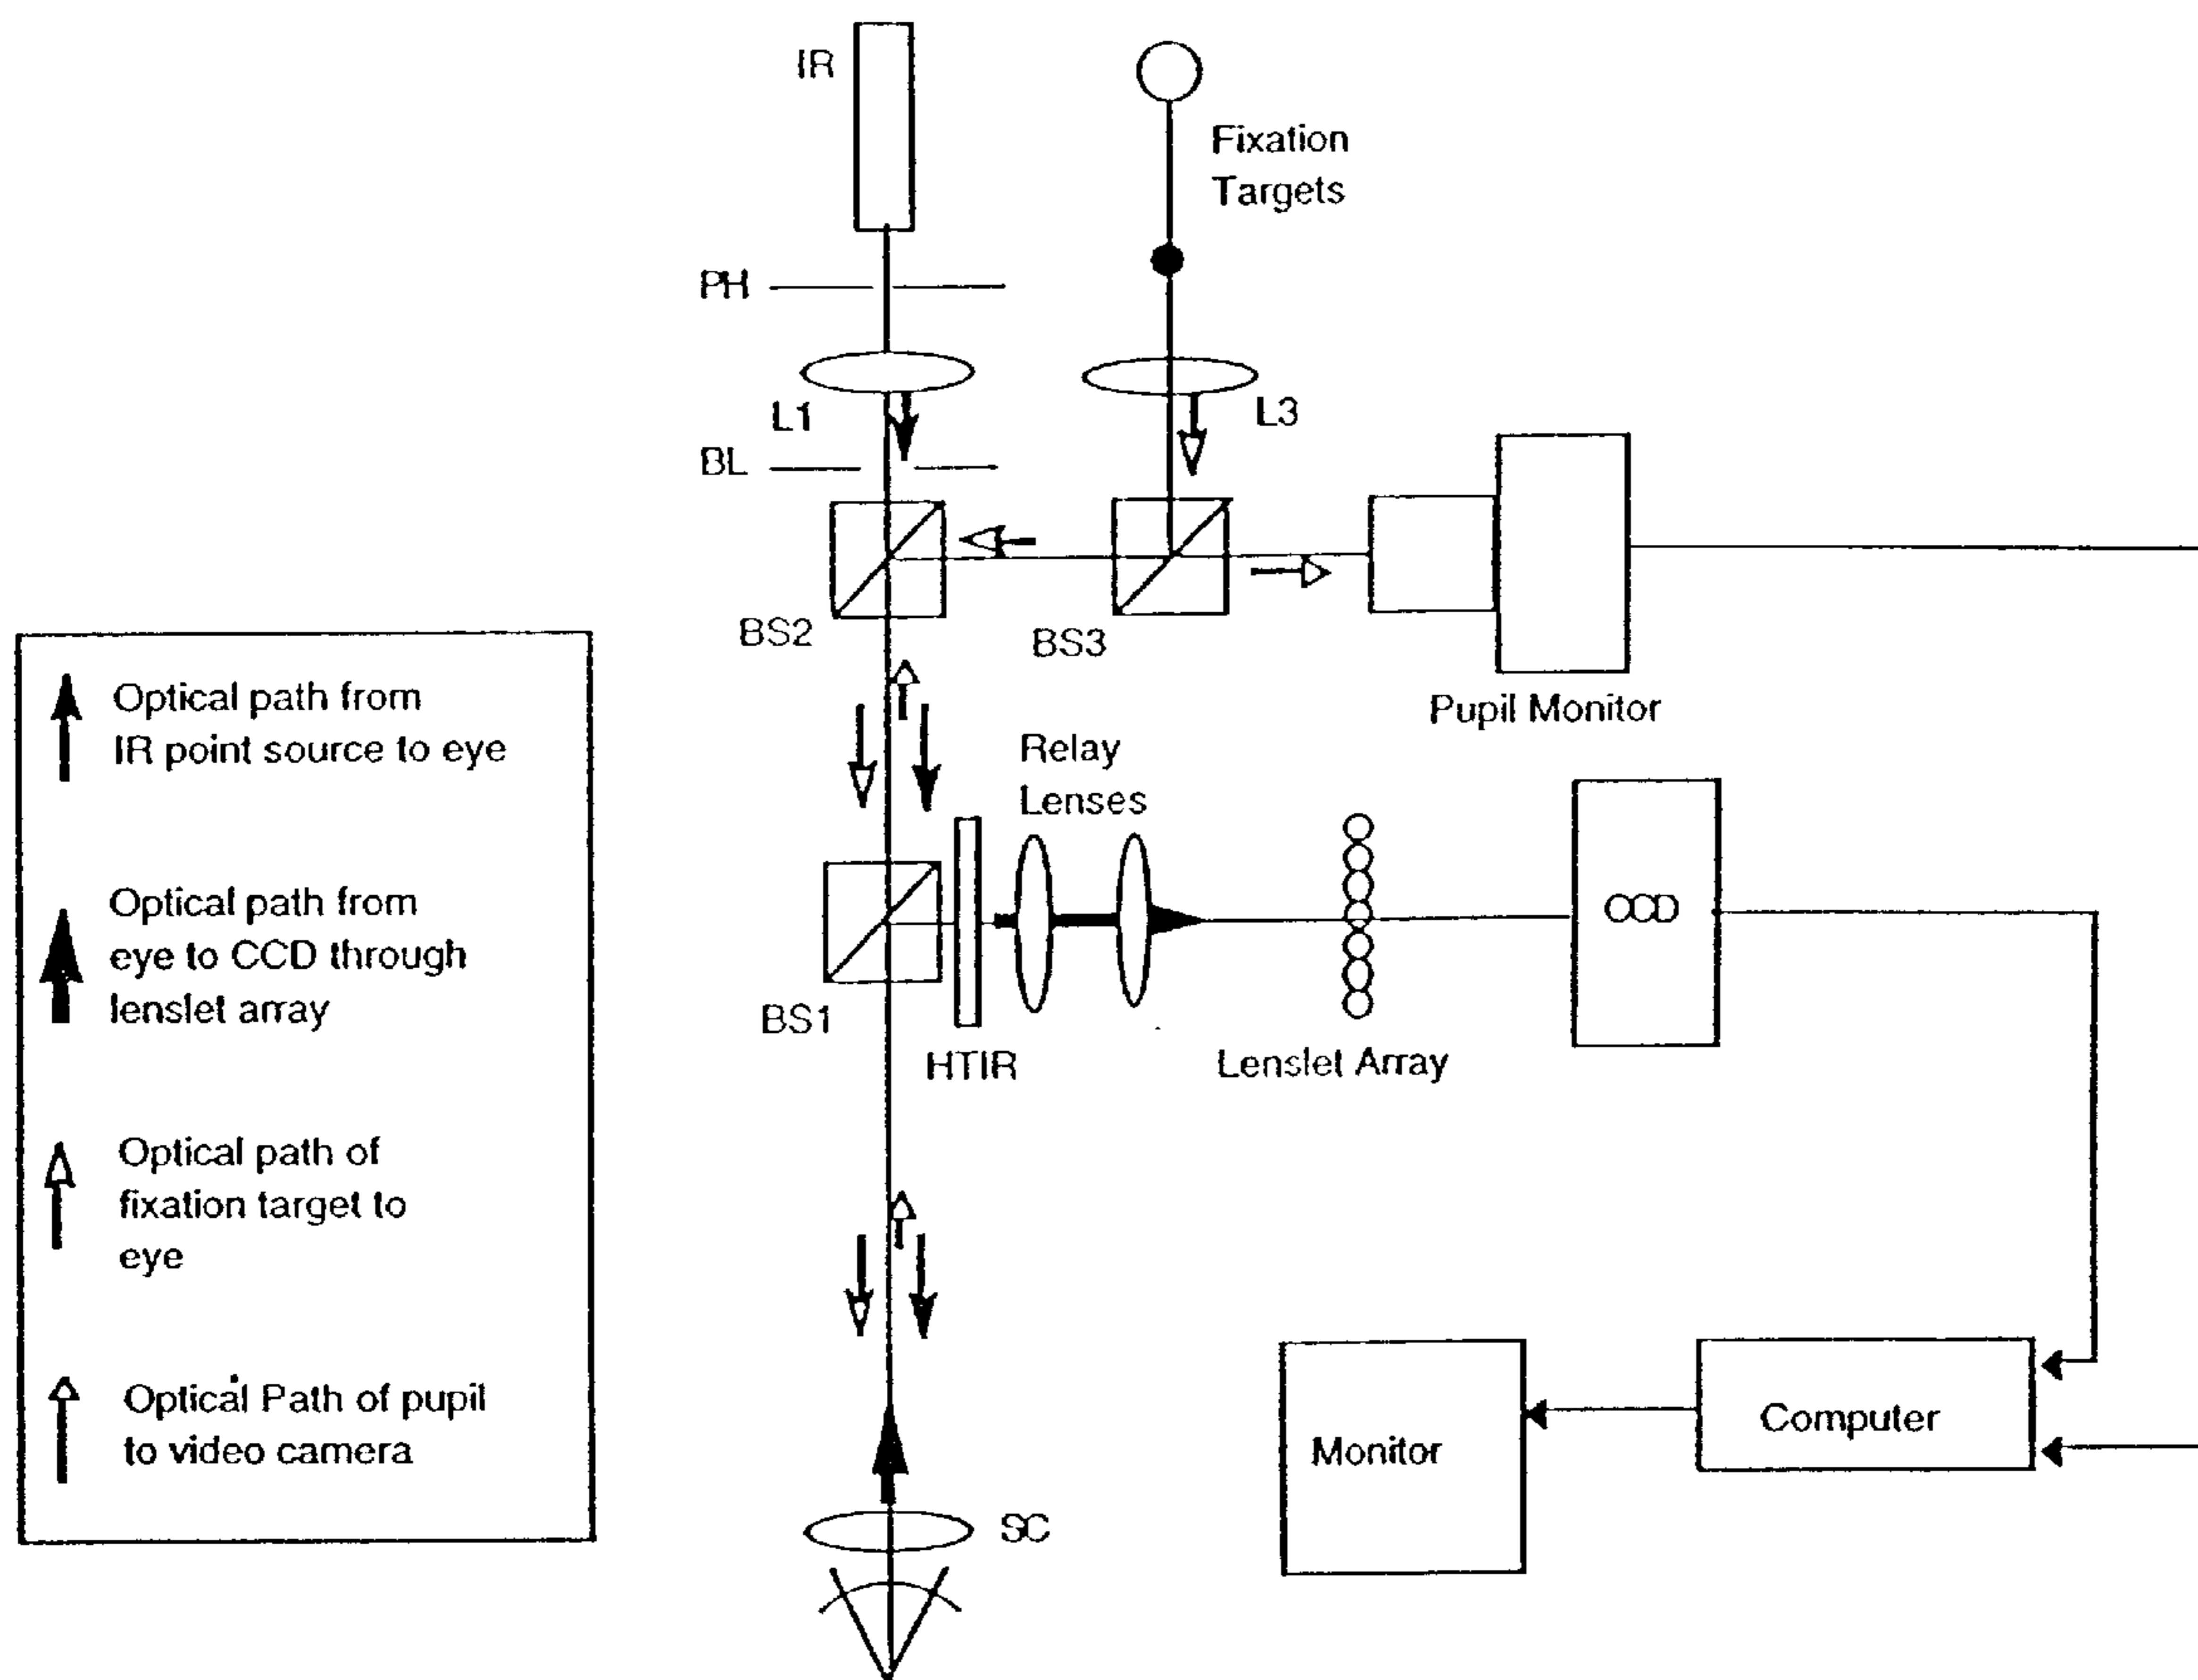 IR
Fixation
Targets
PH
L1
L3
BL
BS2
BS3
Pupil Monitor
Optical path from
IR point source to eye
Relay
Lenses
Optical path from
eye to CCD through
lenslet array
CCD
BS1
HTIR
Lenslet Array
Optical path of
fixation target to
eye
Optical Path of pupil
to video camera
Monitor
Computer
SC